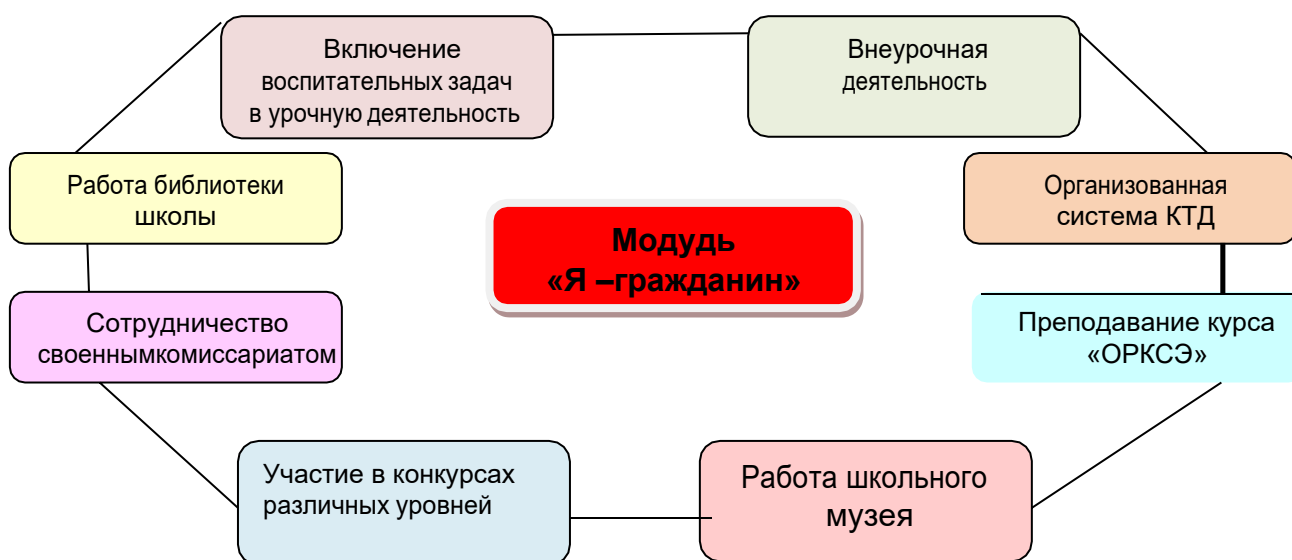 Включение
воспитательных задач
в урочную деятельность
Внеурочная
деятельность
Работа библиотеки
школы
Организованная
система КТД
Модудь
«Я –гражданин»
Сотрудничество
своеннымкомиссариатом
Преподавание курса
«ОРКСЭ»
Участие в конкурсах
различных уровней
Работа школьного
музея